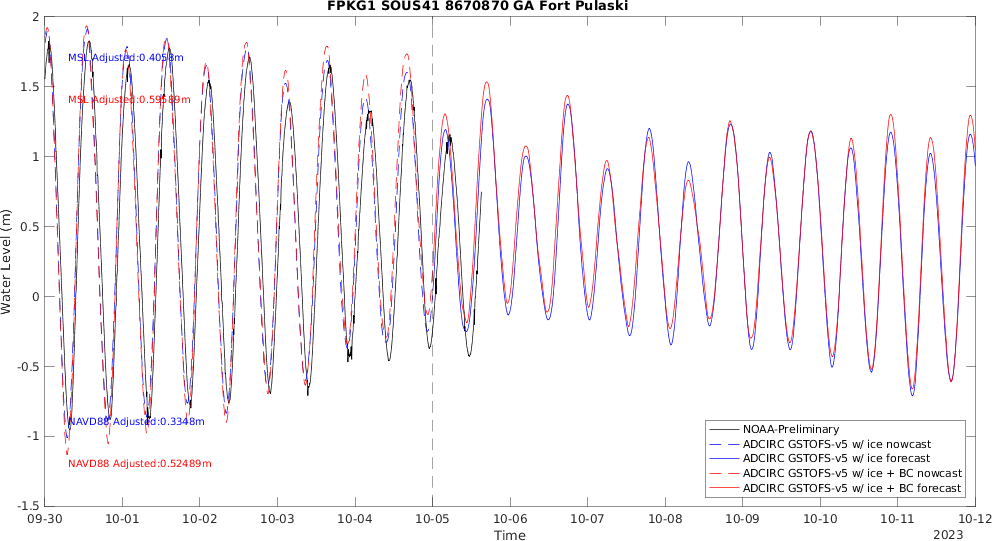 FPKG1 SOUS41 8670870 GA Fort Pulaski
2
1.5
1
0.5
0
-0.5
-1
-1.5
Water Level (m)
MSL Adjusted:0.4058m
MSL Adjusted:0.59589m
NAVD88 Adjusted:0.3348m
NAVD88 Adjusted:0.52489m
NOAA-Preliminary
ADCIRC GSTOFS-v5 w/ ice nowcast
ADCIRC GSTOFS-v5 w/ ice forecast
ADCIRC GSTOFS-v5 w/ ice + BC nowcast
ADCIRC GSTOFS-v5 w/ ice + BC forecast
09-30 10-01 10-02 10-03 10-04 10-05 10-06 10-07 10-08 10-09 10-10 10-11 10-12
Time
2023